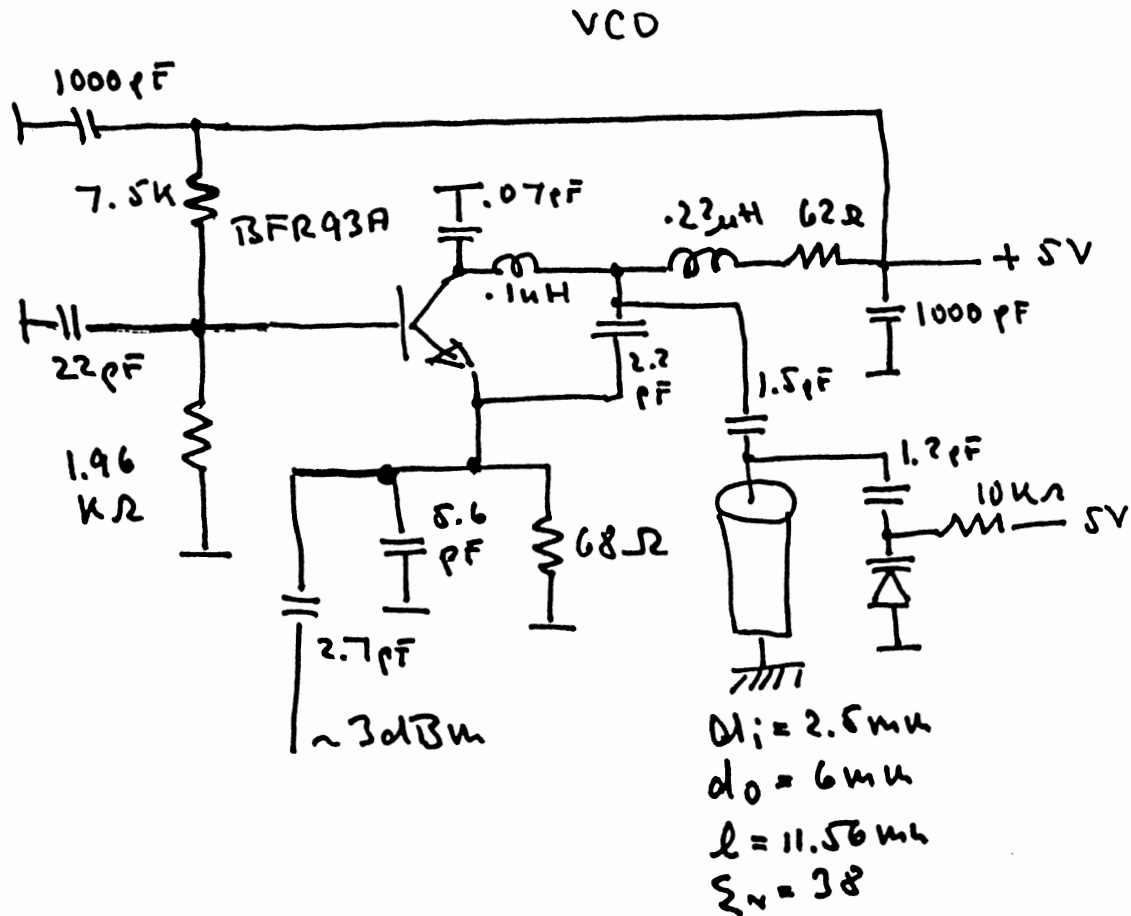 VCO
1000pF
7.5K
BFR93A
.07pF
.22μH
62Ω
+ 5V
.1uH
1000pF
22pF
2.2
pF
1.5pF
1.2pF
10KΩ
5V
1.96
KΩ
5.6
pF
68Ω
2.7pF
~3dBm
di = 2.5mm
do = 6mm
l = 11.56mm
Σr = 38